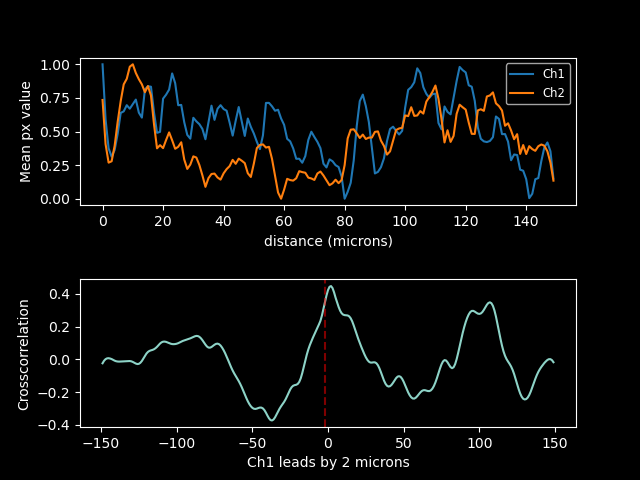 1.00
0.75
0.50
0.25
0.00
Mean px value
Ch1
Ch2
0 20 40 60 80 100 120 140
distance (microns)
0.4
0.2
0.0
−0.2
−0.4
Crosscorrelation
−150 −100 −50 0 50 100 150
Ch1 leads by 2 microns